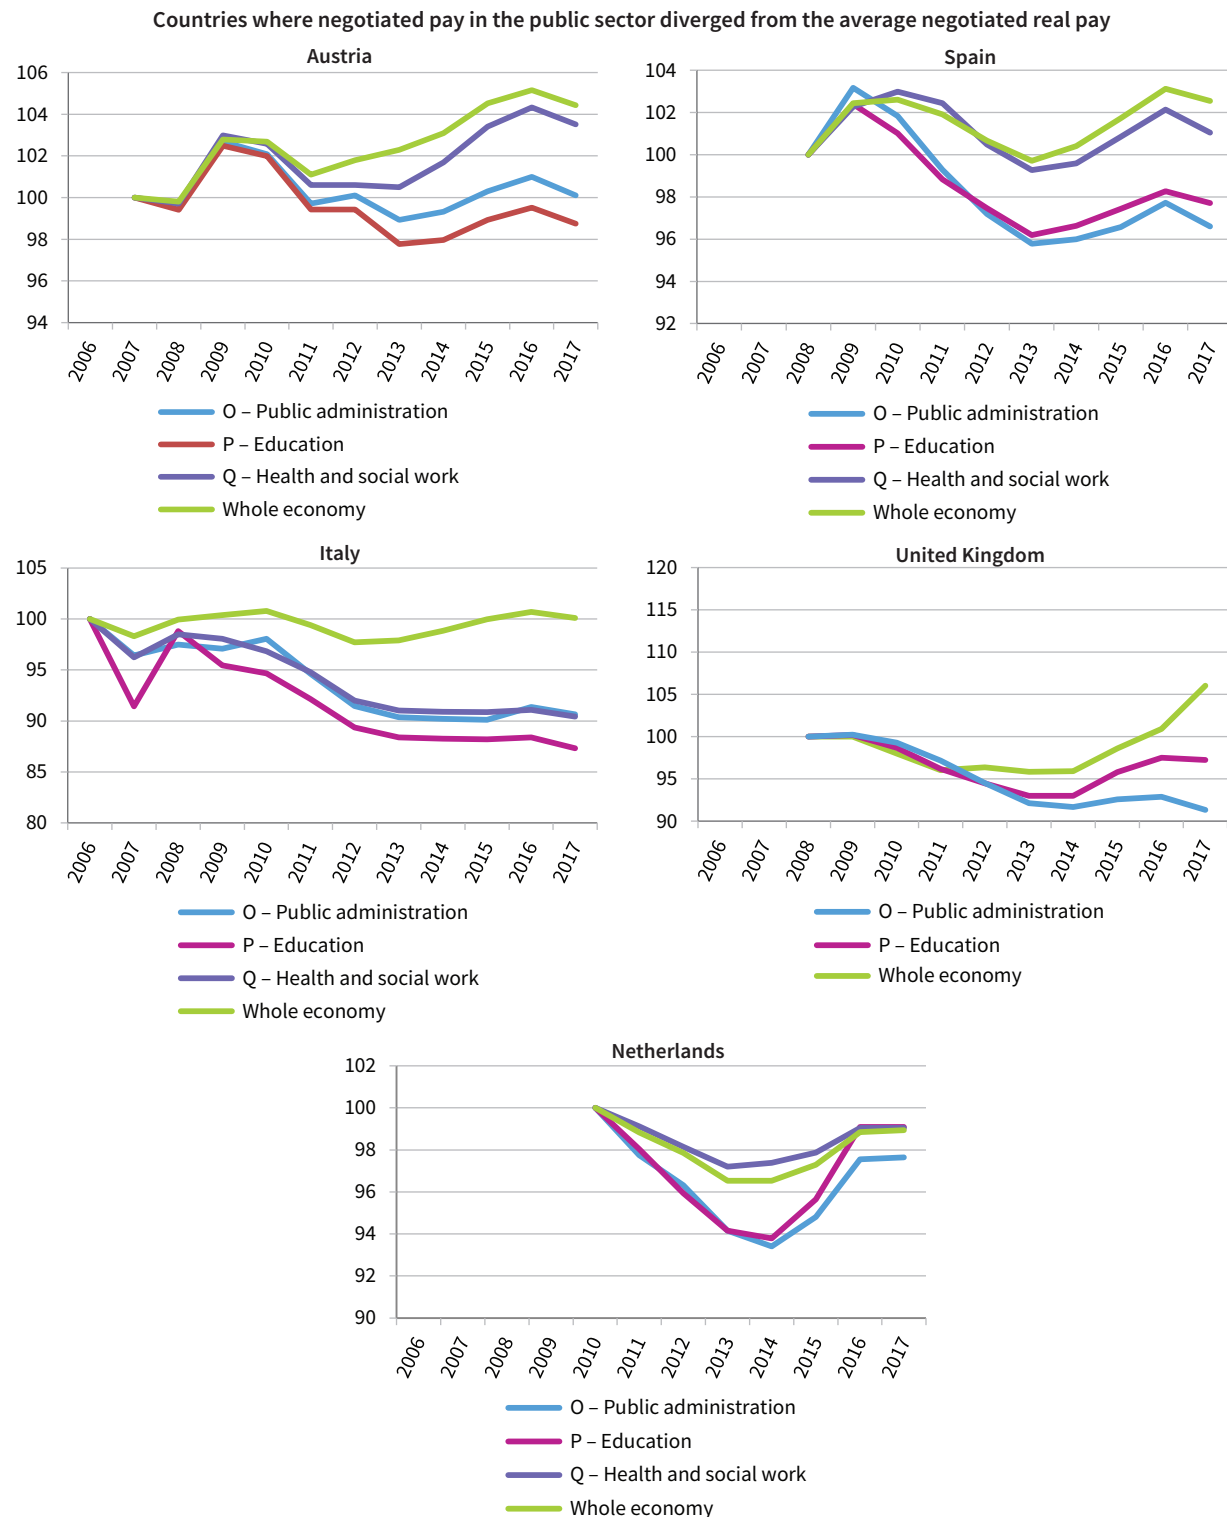 Countries where negotiated pay in the public sector diverged from the average negotiated real pay
Austria
106
104
102
100
98
96
94
2006 2007 2008 2009 2010 2011 2012 2013 2014 2015 2016 2017
O – Public administration
P – Education
Q – Health and social work
Whole economy
Spain
104
102
100
98
96
94
92
2006 2007 2008 2009 2010 2011 2012 2013 2014 2015 2016 2017
O – Public administration
P – Education
Q – Health and social work
Whole economy
Italy
105
100
95
90
85
80
2006 2007 2008 2009 2010 2011 2012 2013 2014 2015 2016 2017
O – Public administration
P – Education
Q – Health and social work
Whole economy
United Kingdom
120
115
110
105
100
95
90
2006 2007 2008 2009 2010 2011 2012 2013 2014 2015 2016 2017
O – Public administration
P – Education
Whole economy
Netherlands
102
100
98
96
94
92
90
2006 2007 2008 2009 2010 2011 2012 2013 2014 2015 2016 2017
O – Public administration
P – Education
Q – Health and social work
Whole economy